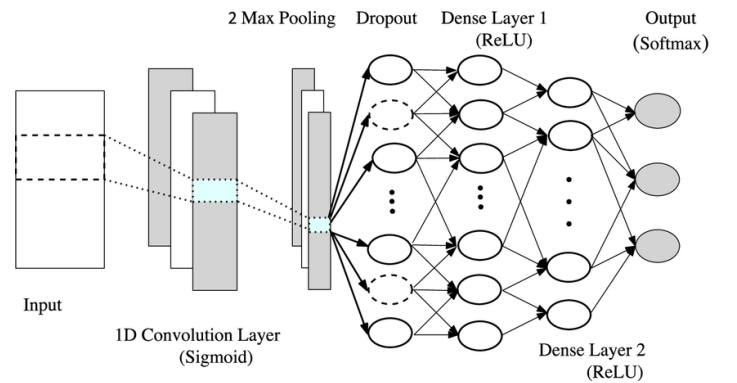 2 Max Pooling
Dropout
Dense Layer 1
(ReLU)
Output
(Softmax)
Input
1D Convolution Layer
(Sigmoid)
Dense Layer 2
(ReLU)